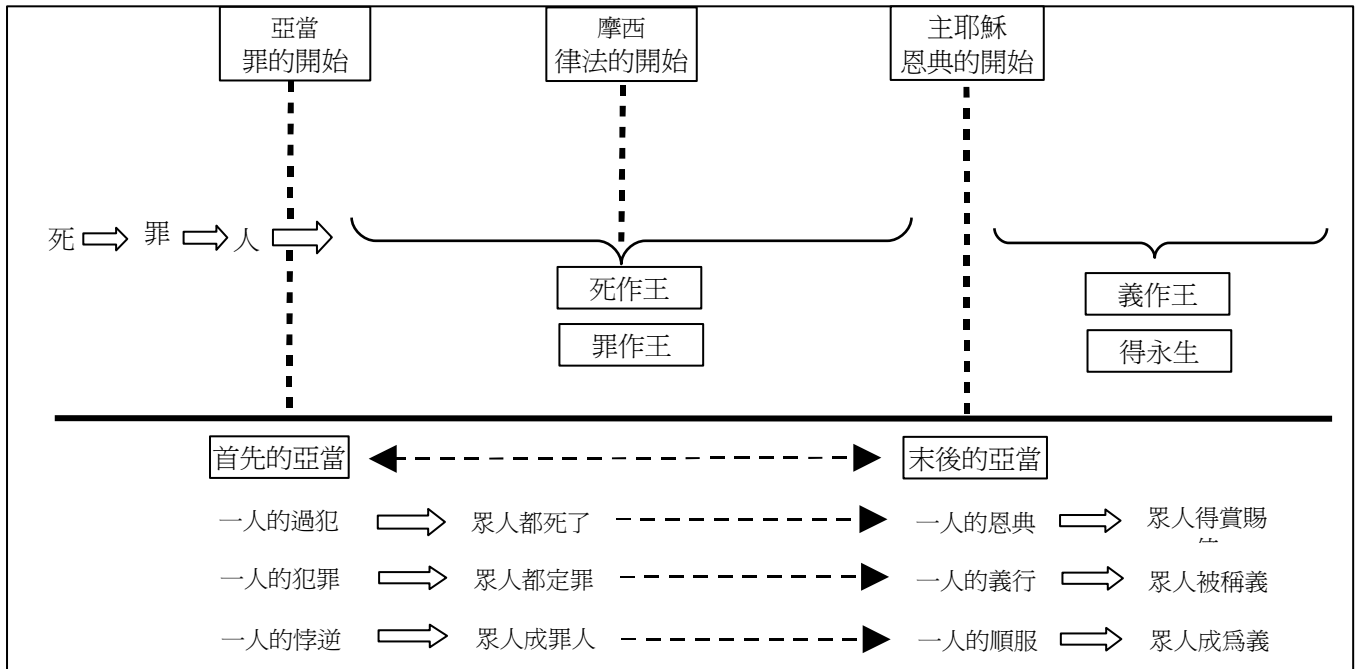 亞當
罪的開始
摩西
律法的開始
主耶穌
恩典的開始
死 罪 人
死作王
罪作王
義作王
得永生
首先的亞當 末後的亞當
一人的過犯 眾人都死了 一人的恩典 眾人得賞賜
一人的犯罪 眾人都定罪 一人的義行 眾人被稱義
一人的悖逆 眾人成罪人 一人的順服 眾人成爲義